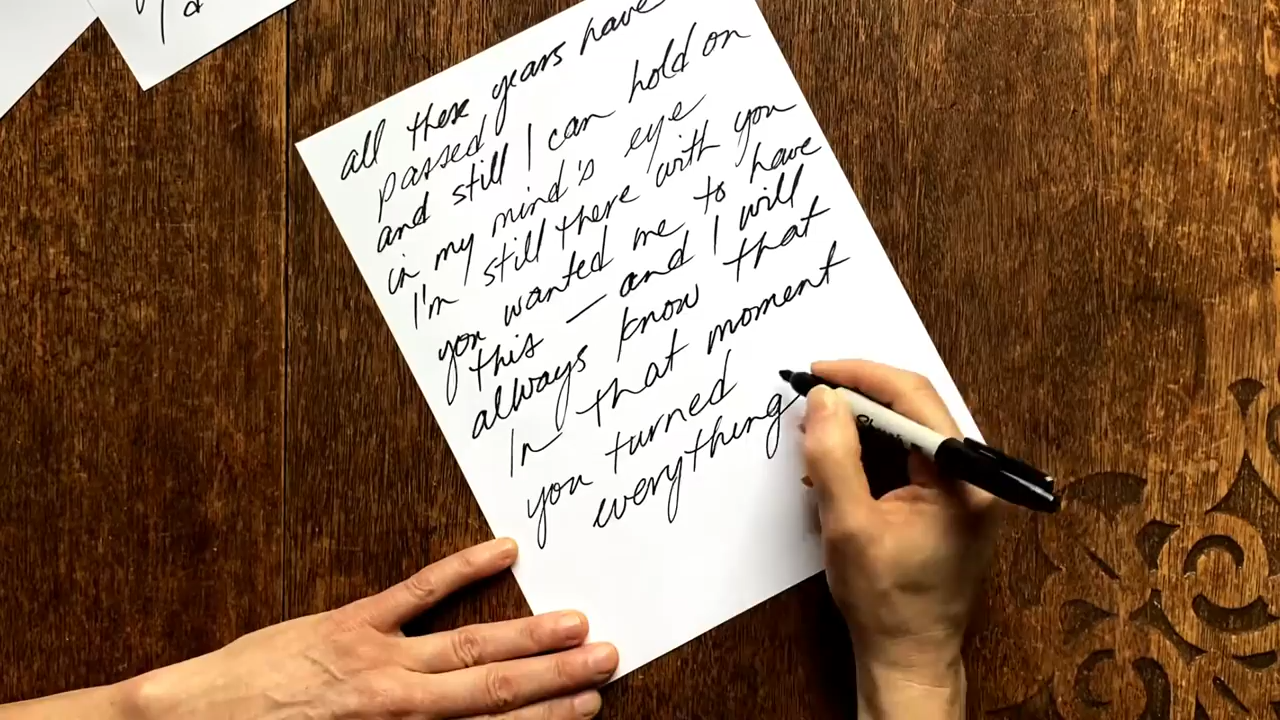 all these years have
passed
and still I can hold on
in my mind's eye
I'm still there with you
you wanted me to have
this — and I will
always know that
In that moment
you turned
everything
Sharpie